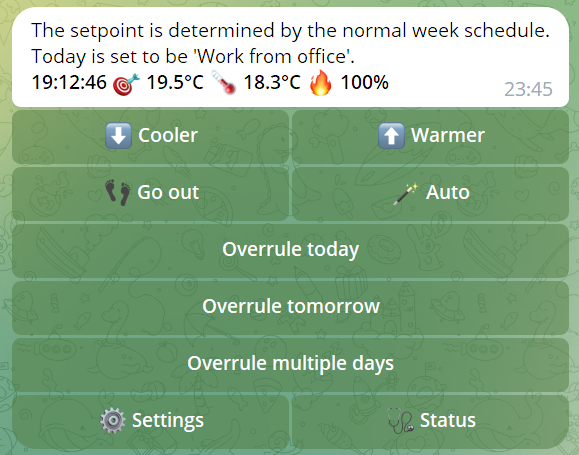 The setpoint is determined by the normal week schedule.
Today is set to be 'Work from office'.
19:12:46 🎯 19.5°C 🌡️ 18.3°C 🔥 100%
23:45
⬇️ Cooler
⬆️ Warmer
👣 Go out
🪄 Auto
Overrule today
Overrule tomorrow
Overrule multiple days
⚙️ Settings
🩺 Status